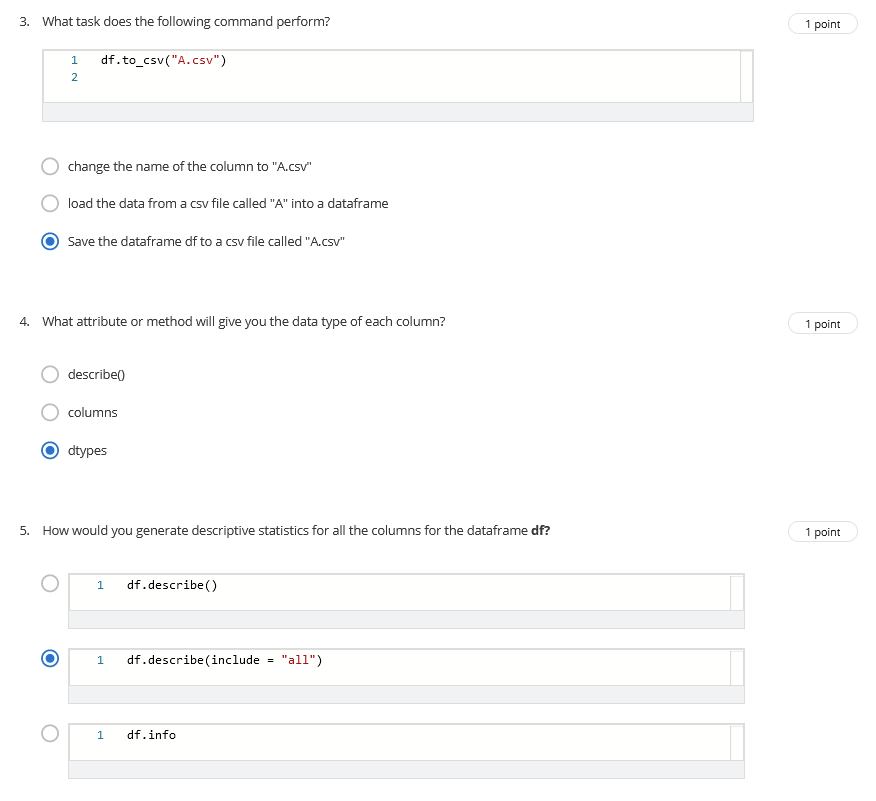 3. What task does the following command perform?
1 point
1 df.to_csv("A.csv")
2
change the name of the column to "A.csv"
load the data from a csv file called "A" into a dataframe
Save the dataframe df to a csv file called "A.csv"
4. What attribute or method will give you the data type of each column?
1 point
describe()
columns
dtypes
5. How would you generate descriptive statistics for all the columns for the dataframe df?
1 point
1 df.describe()
1 df.describe(include = "all")
1 df.info